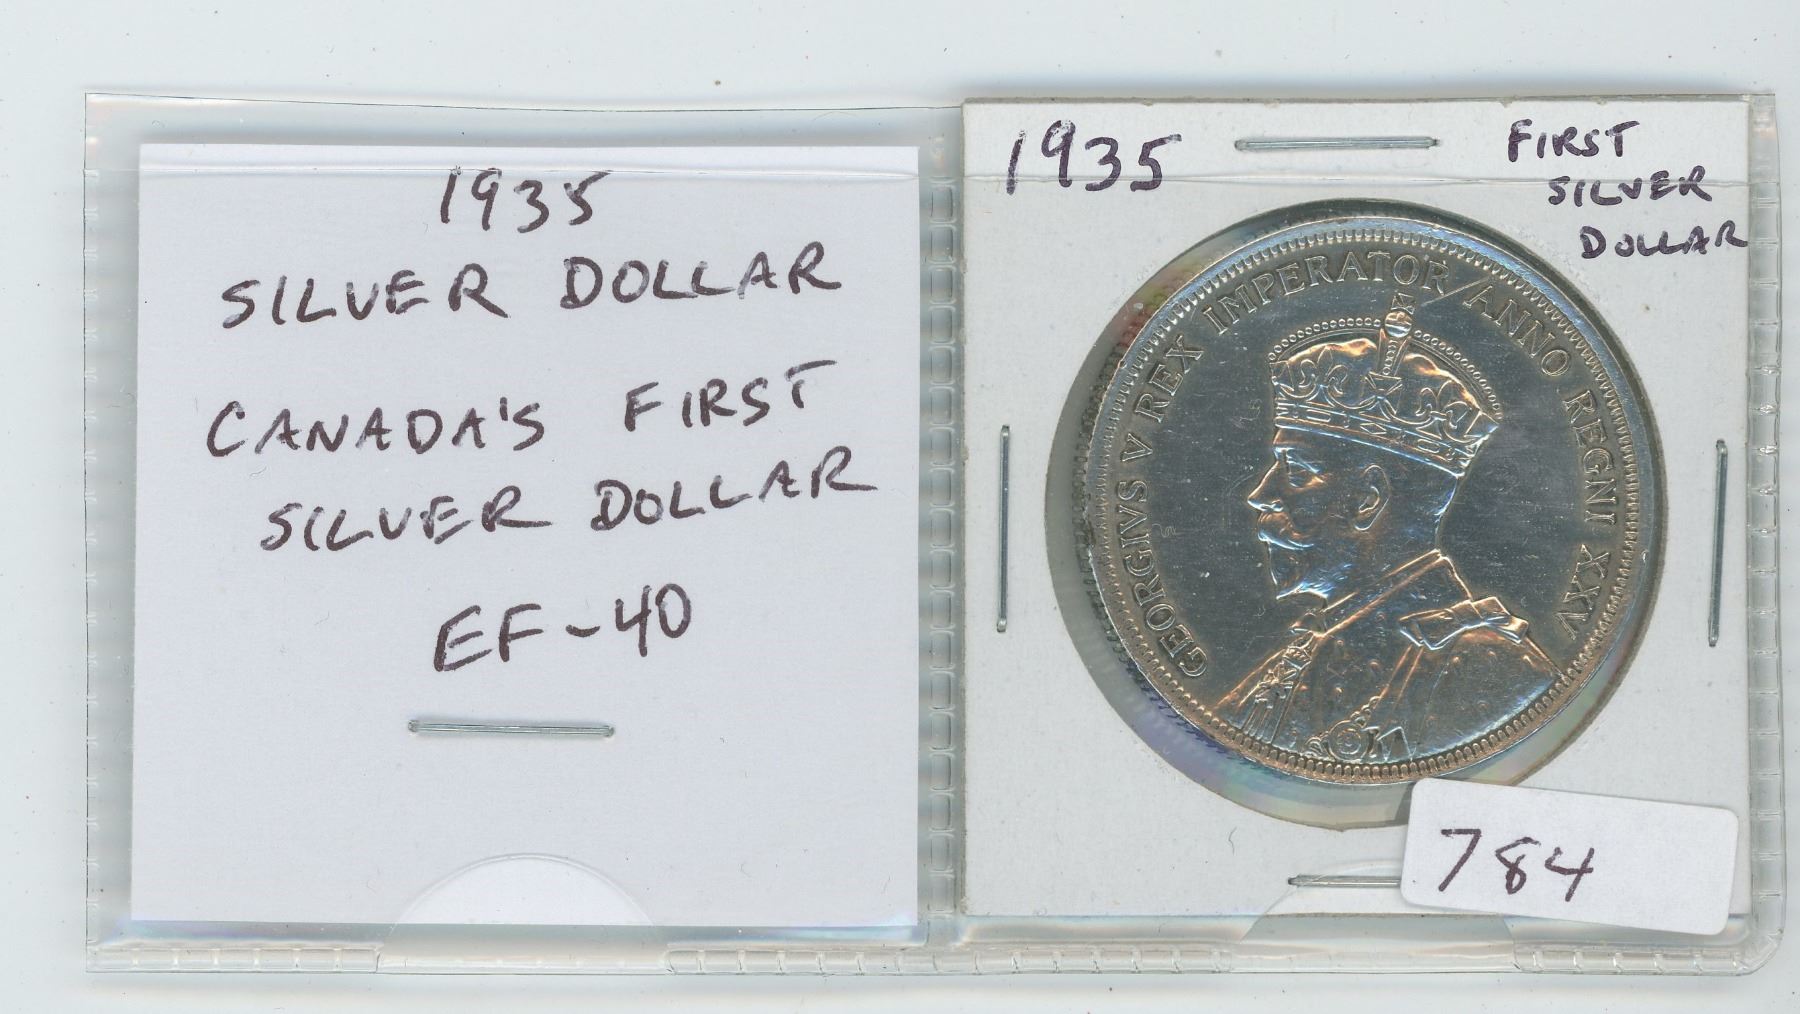 1935
SILVER DOLLAR
CANADA'S FIRST
SILVER DOLLAR
EF-40
1935
FIRST
SILVER
DOLLAR
GEORGIVS V REX IMPERATOR ANNO REGNI XXV
784